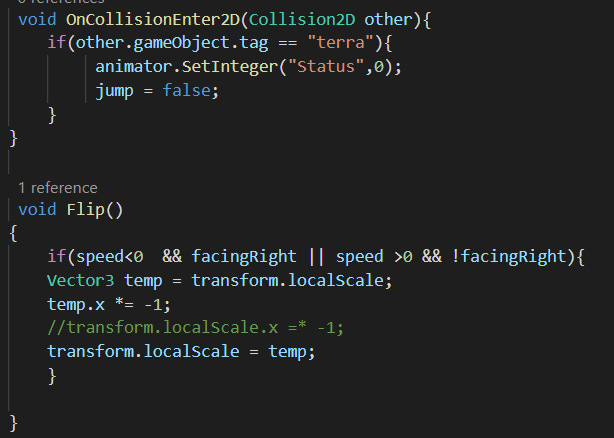 0 references
void OnCollisionEnter2D(Collision2D other){
if(other.gameObject.tag == "terra"){
animator.SetInteger("Status",0);
jump = false;
}
}
1 reference
void Flip()
{
if(speed<0  && facingRight || speed >0 && !facingRight){
Vector3 temp = transform.localScale;
temp.x *= -1;
//transform.localScale.x =* -1;
transform.localScale = temp;
}
}